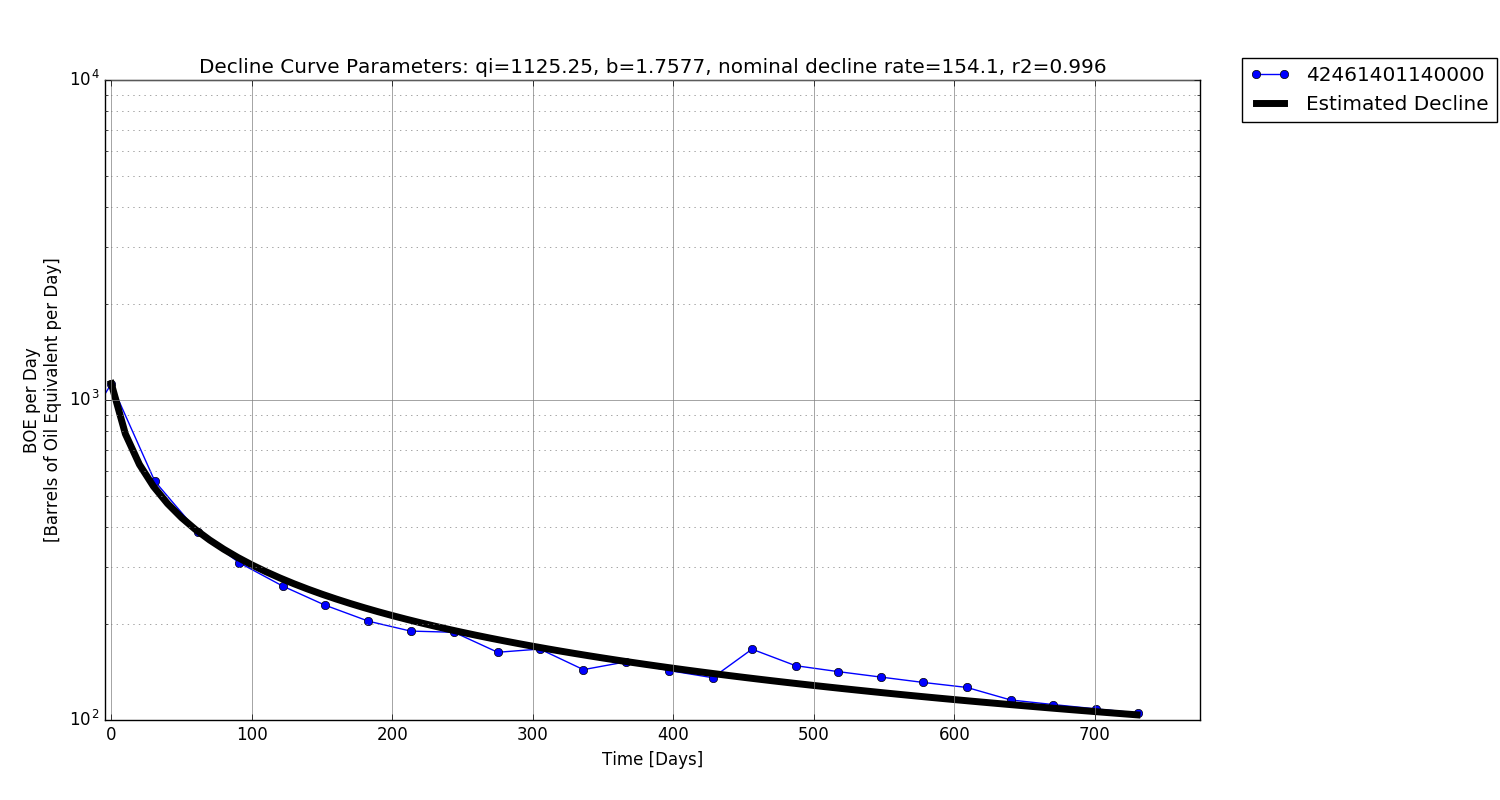 Decline Curve Parameters: qi=1125.25, b=1.7577, nominal decline rate=154.1, r2=0.996
42461401140000
Estimated Decline
BOE per Day
[Barrels of Oil Equivalent per Day]
10^4
10^3
10^2
0 100 200 300 400 500 600 700
Time [Days]